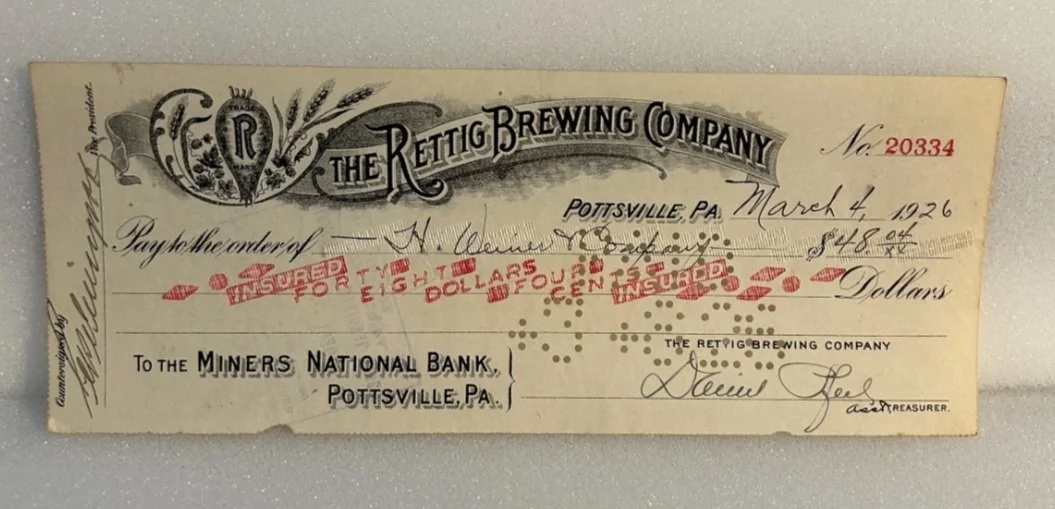 TRADE
R
MARK
THE RETTIG BREWING COMPANY
No. 20334
POTTSVILLE, PA. March 4, 1926
Pay to the order of H. Weiner & Company $48 04/XX
INSURED FORTY EIGHT DOLLARS FOUR CENTS INSURED Dollars
THE RETTIG BREWING COMPANY
TO THE MINERS NATIONAL BANK,
POTTSVILLE, PA.
Daniel
asst TREASURER.
Countersigned by
President.